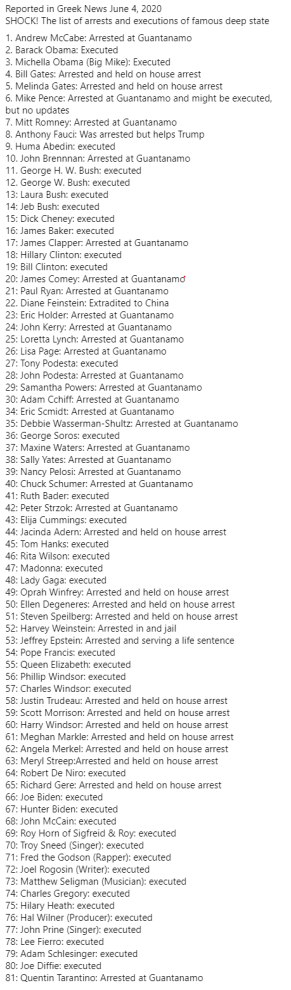 Reported in Greek News June 4, 2020
SHOCK! The list of arrests and executions of famous deep state
1. Andrew McCabe: Arrested at Guantanamo
2. Barack Obama: Executed
3. Michella Obama (Big Mike): Executed
4. Bill Gates: Arrested and held on house arrest
5. Melinda Gates: Arrested and held on house arrest
6. Mike Pence: Arrested at Guantanamo and might be executed,
but no updates
7. Mitt Romney: Arrested at Guantanamo
8. Anthony Fauci: Was arrested but helps Trump
9. Huma Abedin: executed
10. John Brennnan: Arrested at Guantanamo
11. George H. W. Bush: executed
12. George W. Bush: executed
13: Laura Bush: executed
14: Jeb Bush: executed
15: Dick Cheney: executed
16: James Baker: executed
17: James Clapper: Arrested at Guantanamo
18: Hillary Clinton: executed
19: Bill Clinton: executed
20: James Comey: Arrested at Guantanamo
21: Paul Ryan: Arrested at Guantanamo
22. Diane Feinstein: Extradited to China
23: Eric Holder: Arrested at Guantanamo
24: John Kerry: Arrested at Guantanamo
25: Loretta Lynch: Arrested at Guantanamo
26: Lisa Page: Arrested at Guantanamo
27: Tony Podesta: executed
28: John Podesta: Arrested at Guantanamo
29: Samantha Powers: Arrested at Guantanamo
30: Adam Cchiff: Arrested at Guantanamo
34: Eric Scmidt: Arrested at Guantanamo
35: Debbie Wasserman-Shultz: Arrested at Guantanamo
36: George Soros: executed
37: Maxine Waters: Arrested at Guantanamo
38: Sally Yates: Arrested at Guantanamo
39: Nancy Pelosi: Arrested at Guantanamo
40: Chuck Schumer: Arrested at Guantanamo
41: Ruth Bader: executed
42: Peter Strzok: Arrested at Guantanamo
43: Elija Cummings: executed
44: Jacinda Adern: Arrested and held on house arrest
45: Tom Hanks: executed
46: Rita Wilson: executed
47: Madonna: executed
48: Lady Gaga: executed
49: Oprah Winfrey: Arrested and held on house arrest
50: Ellen Degeneres: Arrested and held on house arrest
51: Steven Speilberg: Arrested and held on house arrest
52: Harvey Weinstein: Arrested in and jail
53: Jeffrey Epstein: Arrested and serving a life sentence
54: Pope Francis: executed
55: Queen Elizabeth: executed
56: Phillip Windsor: executed
57: Charles Windsor: executed
58: Justin Trudeau: Arrested and held on house arrest
59: Scott Morrison: Arrested and held on house arrest
60: Harry Windsor: Arrested and held on house arrest
61: Meghan Markle: Arrested and held on house arrest
62: Angela Merkel: Arrested and held on house arrest
63: Meryl Streep:Arrested and held on house arrest
64: Robert De Niro: executed
65: Richard Gere: Arrested and held on house arrest
66: Joe Biden: executed
67: Hunter Biden: executed
68: John McCain: executed
69: Roy Horn of Sigfreid & Roy: executed
70: Troy Sneed (Singer): executed
71: Fred the Godson (Rapper): executed
72: Joel Rogosin (Writer): executed
73: Matthew Seligman (Musician): executed
74: Charles Gregory: executed
75: Hilary Heath: executed
76: Hal Wilner (Producer): executed
77: John Prine (Singer): executed
78: Lee Fierro: executed
79: Adam Schlesinger: executed
80: Joe Diffie: executed
81: Quentin Tarantino: Arrested at Guantanamo